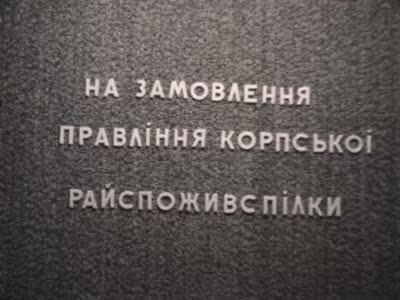 НА ЗАМОВЛЕННЯ
ПРАВЛІННЯ КОРПСЬКОЇ
РАЙСПОЖИВСПІЛКИ